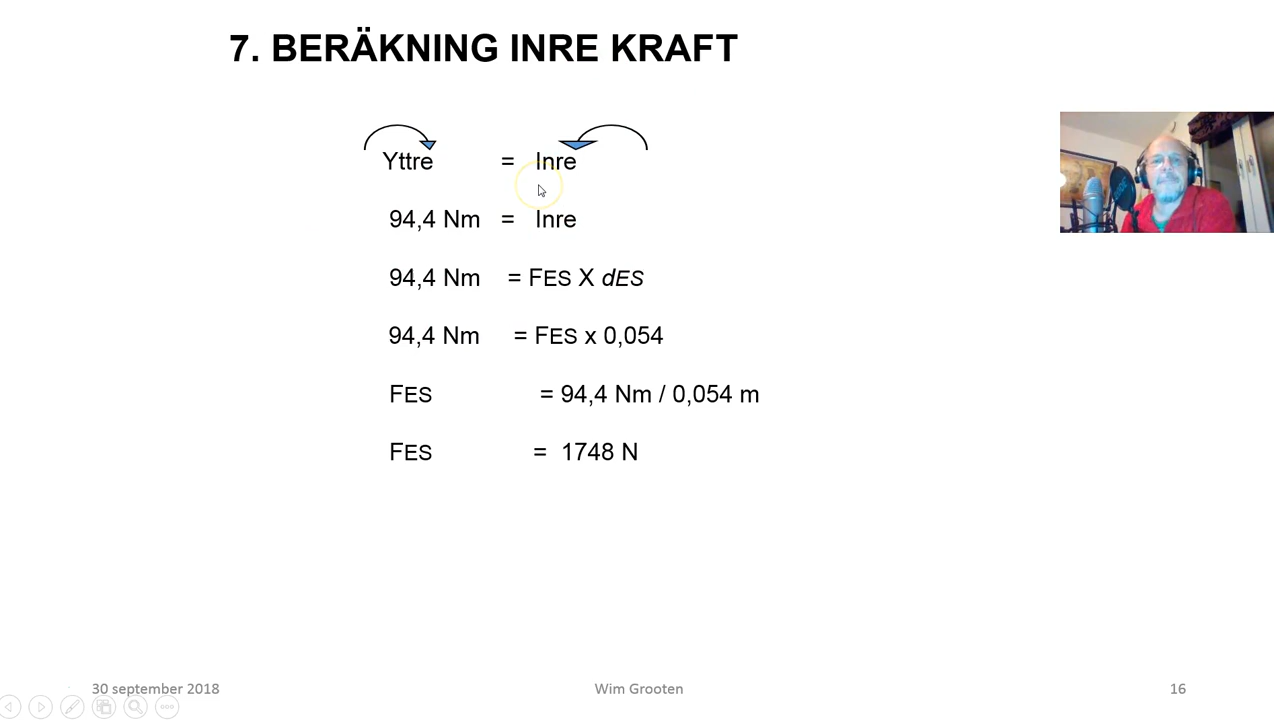 7. BERÄKNING INRE KRAFT
Yttre = Inre
94,4 Nm = Inre
94,4 Nm = FES X dES
94,4 Nm = FES x 0,054
FES = 94,4 Nm / 0,054 m
FES = 1748 N
30 september 2018 Wim Grooten 16